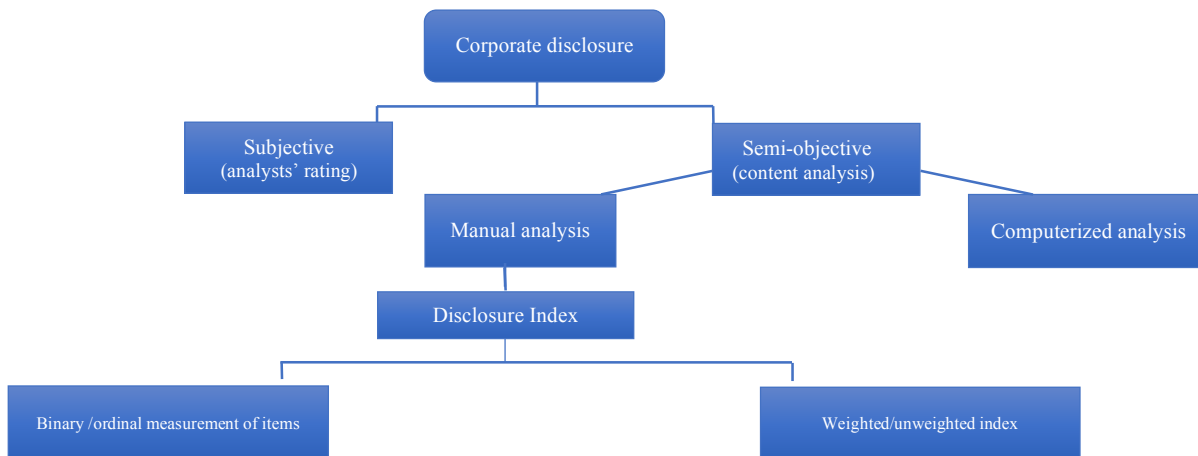 Corporate disclosure
Subjective
(analysts’ rating)
Semi-objective
(content analysis)
Manual analysis
Computerized analysis
Disclosure Index
Binary /ordinal measurement of items
Weighted/unweighted index